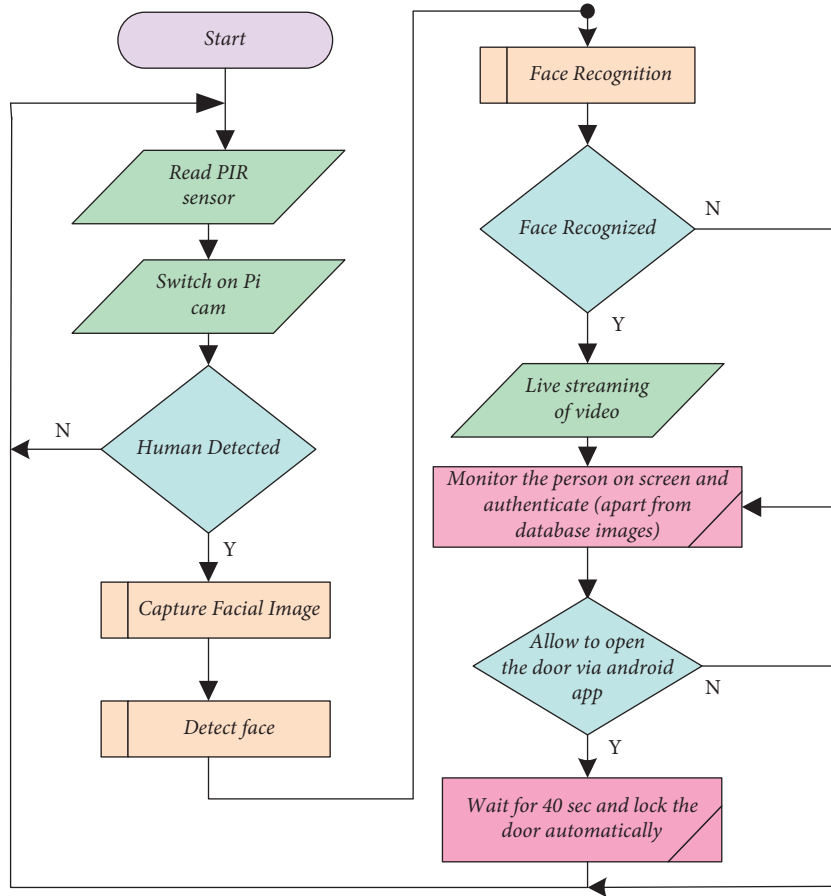 Start
Read PIR
sensor
Switch on Pi
cam
Human Detected
N
Y
Capture Facial Image
Detect face
Face Recognition
Face Recognized
N
Y
Live streaming
of video
Monitor the person on screen and
authenticate (apart from
database images)
Allow to open
the door via android
app
N
Y
Wait for 40 sec and lock the
door automatically